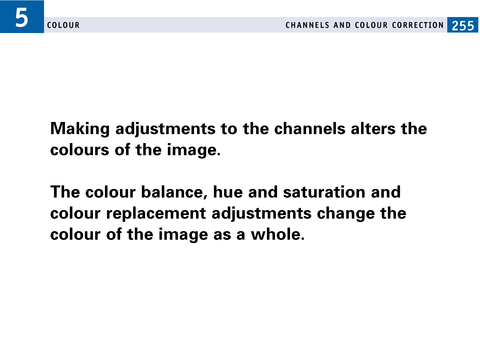 5
COLOUR
CHANNELS AND COLOUR CORRECTION 255
Making adjustments to the channels alters the
colours of the image.
The colour balance, hue and saturation and
colour replacement adjustments change the
colour of the image as a whole.